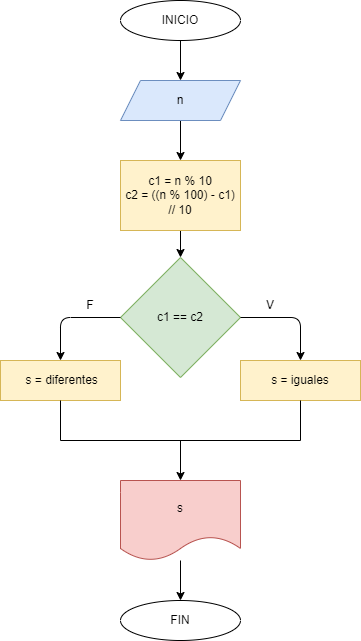 INICIO
n
c1 = n % 10
c2 = ((n % 100) - c1)
// 10
c1 == c2
F
V
s = diferentes
s = iguales
s
FIN